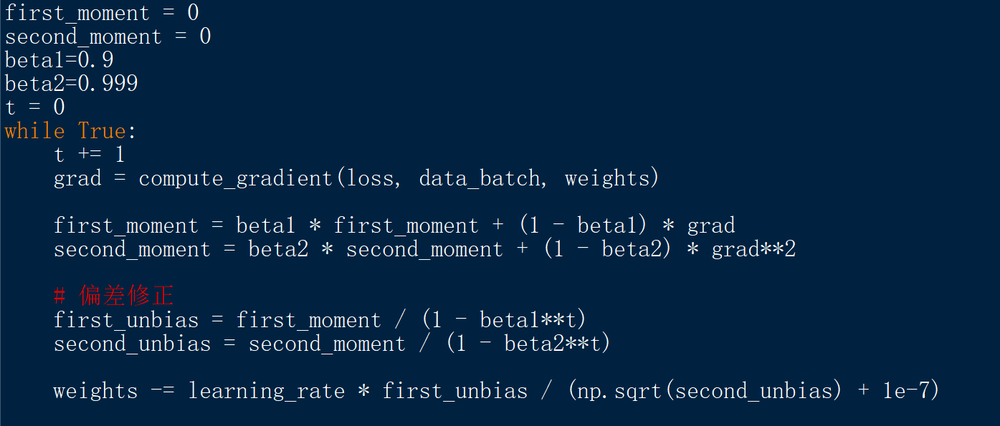 first_moment = 0
second_moment = 0
beta1=0.9
beta2=0.999
t = 0
while True:
    t += 1
    grad = compute_gradient(loss, data_batch, weights)
    first_moment = beta1 * first_moment + (1 - beta1) * grad
    second_moment = beta2 * second_moment + (1 - beta2) * grad**2
    # 偏差修正
    first_unbias = first_moment / (1 - beta1**t)
    second_unbias = second_moment / (1 - beta2**t)
    weights -= learning_rate * first_unbias / (np.sqrt(second_unbias) + 1e-7)